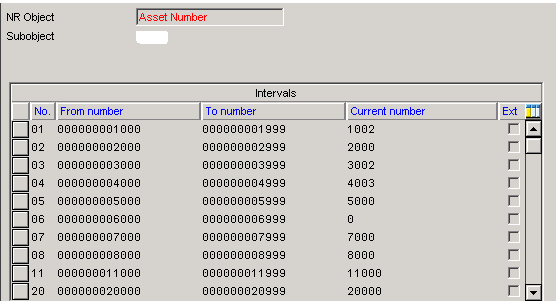 NR Object Asset Number
Subobject
Intervals
No. From number To number Current number Ext
01 000000001000 000000001999 1002
02 000000002000 000000002999 2000
03 000000003000 000000003999 3002
04 000000004000 000000004999 4003
05 000000005000 000000005999 5000
06 000000006000 000000006999 0
07 000000007000 000000007999 7000
08 000000008000 000000008999 8000
11 000000011000 000000011999 11000
20 000000020000 000000020999 20000